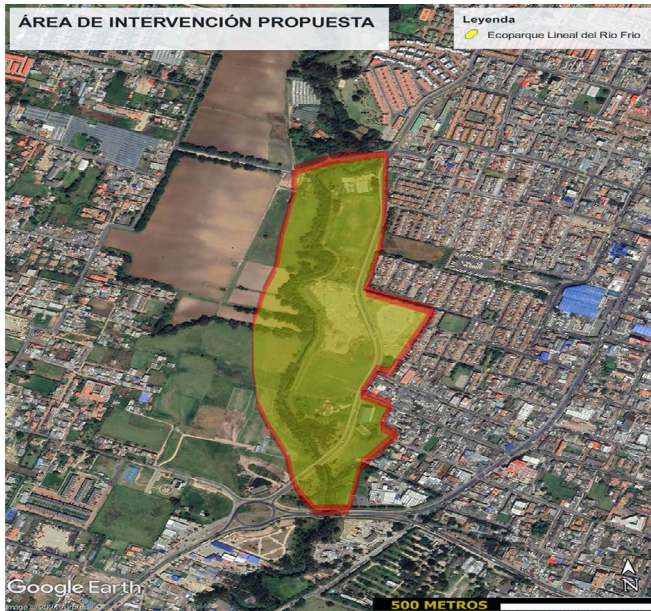 ÁREA DE INTERVENCIÓN PROPUESTA
Leyenda
Ecoparque Lineal del Rio Frio
N
Google Earth
500 METROS